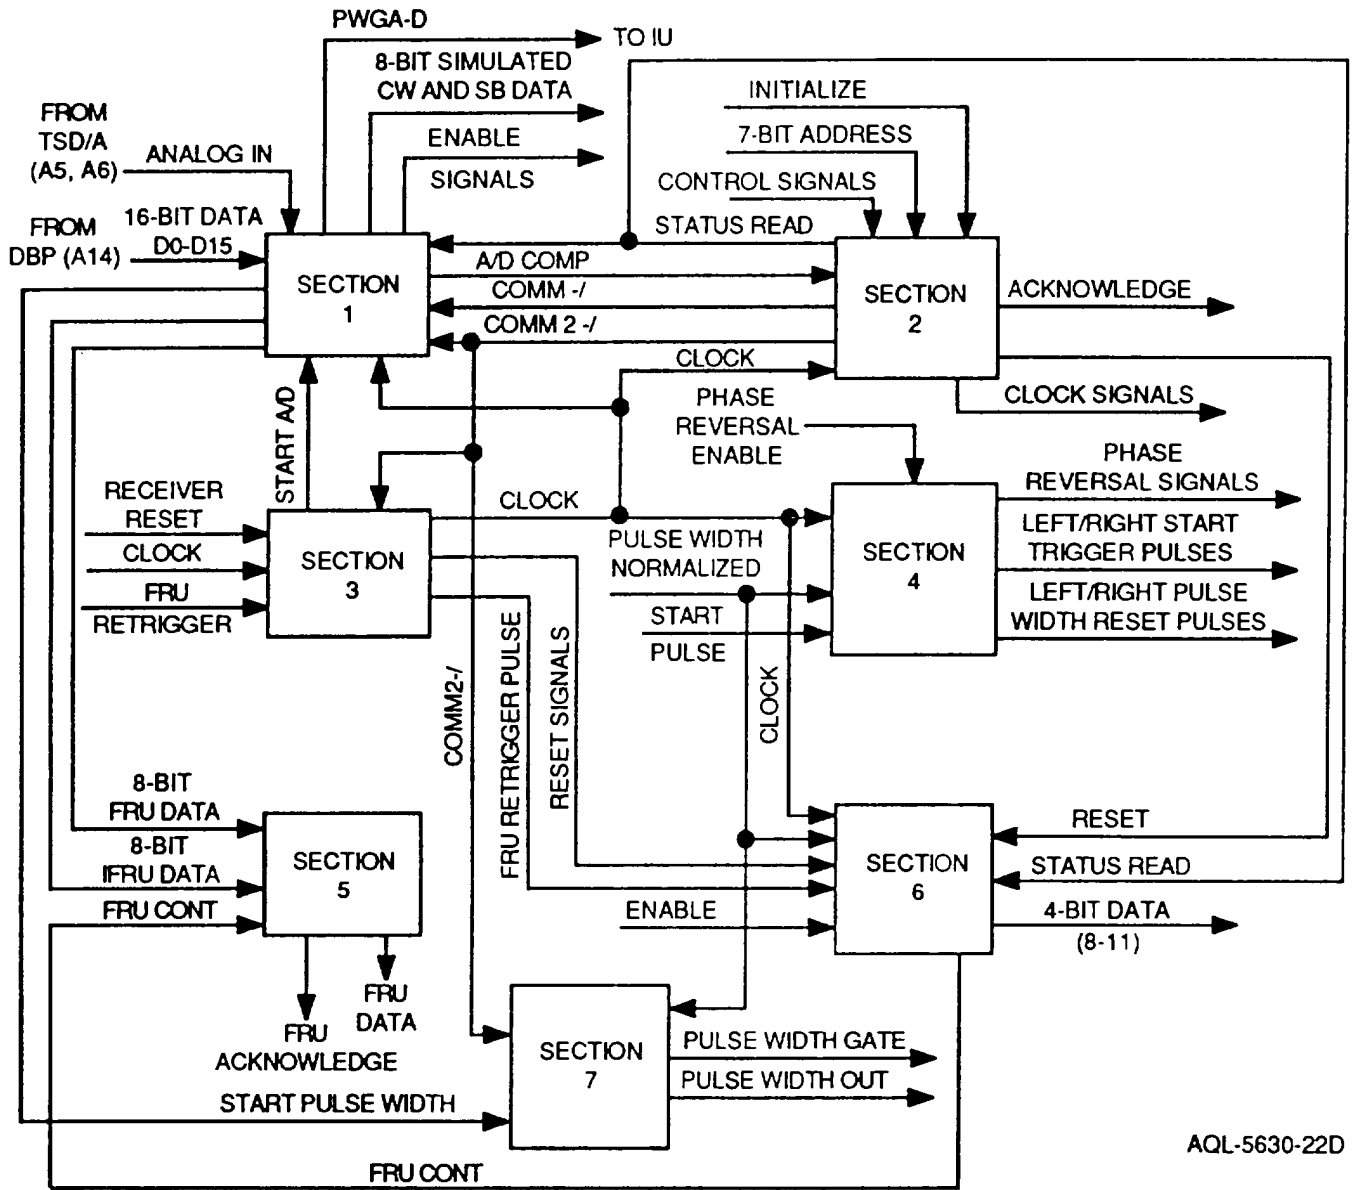 PWGA-D
TO IU
8-BIT SIMULATED
CW AND SB DATA
ENABLE
SIGNALS
FROM
TSD/A
(A5, A6)
ANALOG IN
FROM
DBP (A14)
16-BIT DATA
D0-D15
INITIALIZE
7-BIT ADDRESS
CONTROL SIGNALS
STATUS READ
A/D COMP
COMM -/
COMM 2 -/
SECTION
1
SECTION
2
ACKNOWLEDGE
CLOCK
CLOCK SIGNALS
START A/D
PHASE
REVERSAL
ENABLE
RECEIVER
RESET
CLOCK
FRU
RETRIGGER
SECTION
3
CLOCK
PULSE WIDTH
NORMALIZED
START
PULSE
SECTION
4
PHASE
REVERSAL SIGNALS
LEFT/RIGHT START
TRIGGER PULSES
LEFT/RIGHT PULSE
WIDTH RESET PULSES
COMM2-/
FRU RETRIGGER PULSE
RESET SIGNALS
CLOCK
8-BIT
FRU DATA
8-BIT
IFRU DATA
FRU CONT
SECTION
5
FRU
DATA
FRU
ACKNOWLEDGE
ENABLE
SECTION
6
RESET
STATUS READ
4-BIT DATA
(8-11)
SECTION
7
PULSE WIDTH GATE
PULSE WIDTH OUT
START PULSE WIDTH
FRU CONT
AQL-5630-22D